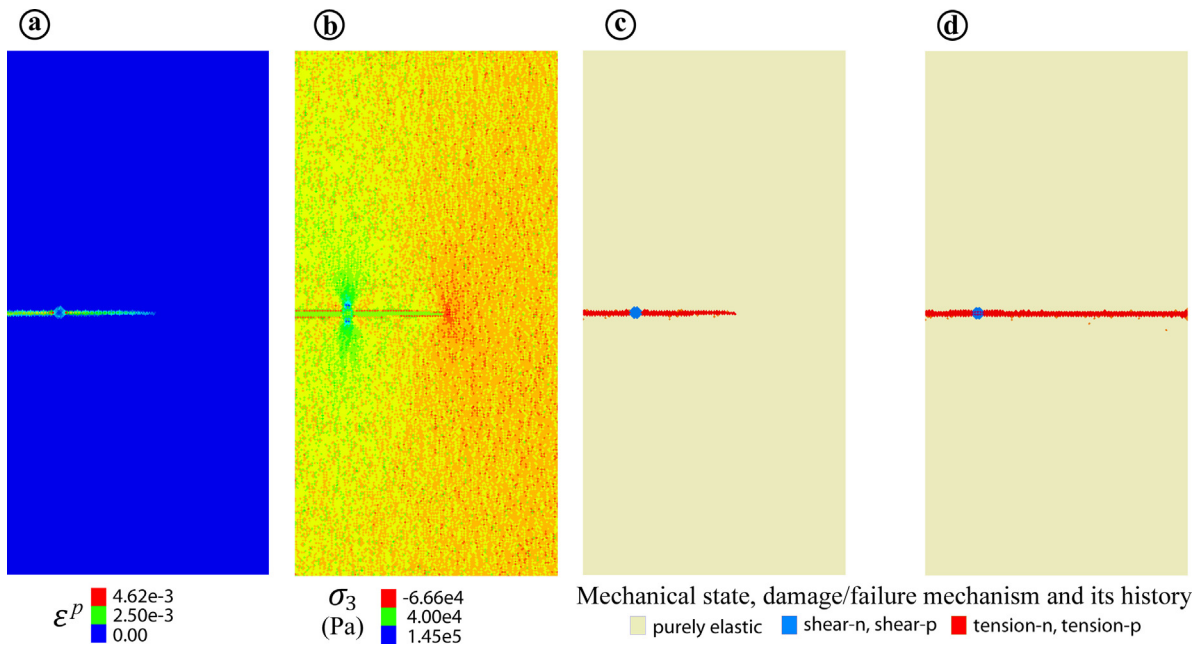 a b c d
εᵖ
4.62e-3
2.50e-3
0.00
σ₃
(Pa)
-6.66e4
4.00e4
1.45e5
Mechanical state, damage/failure mechanism and its history
purely elastic shear-n, shear-p tension-n, tension-p